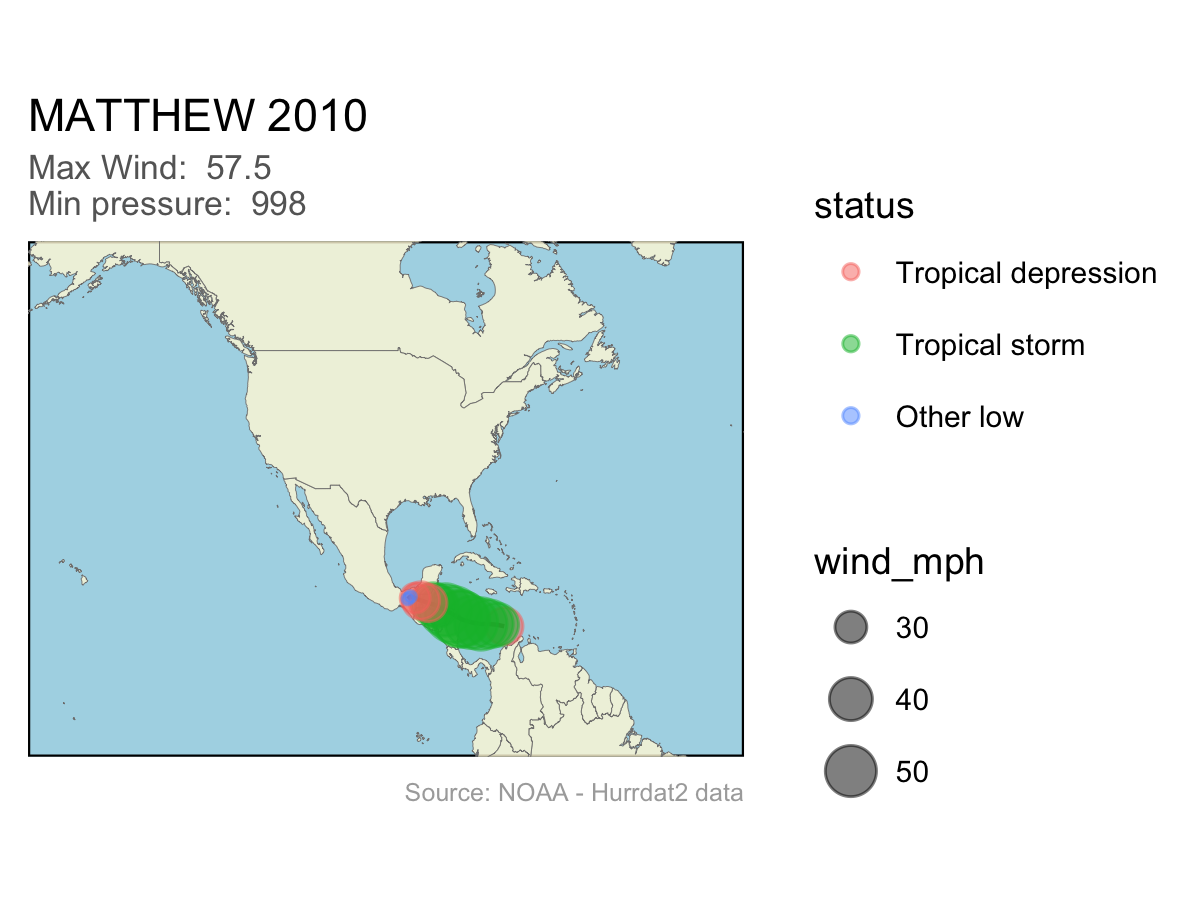 MATTHEW 2010
Max Wind:  57.5
Min pressure:  998
status
Tropical depression
Tropical storm
Other low
wind_mph
30
40
50
Source: NOAA - Hurrdat2 data